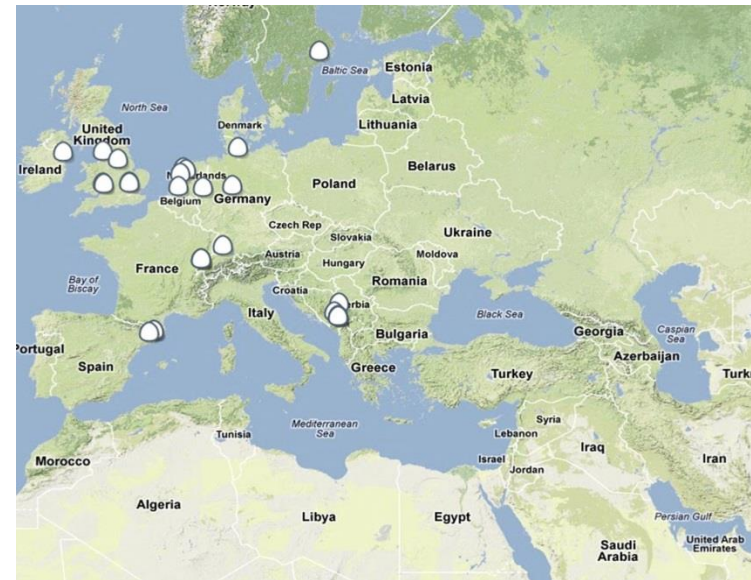 Norway
Baltic Sea
Estonia
North Sea
Latvia
Denmark
Lithuania
United
Kingdom
Ireland
Belarus
Poland
Belgium
Germany
Czech Rep
Ukraine
Slovakia
Austria
Moldova
France
Hungary
Bay of
Biscay
Romania
Croatia
Italy
Black Sea
Bulgaria
Georgia
Caspian
Sea
Portugal
Azerbaijan
Spain
Greece
Turkey
Turk
Mediterranean
Sea
Tunisia
Syria
Lebanon
Iraq
Morocco
Israel
Iran
Jordan
Algeria
Libya
Egypt
Persian Gulf
Saudi
Arabia
United Arab
Emirates